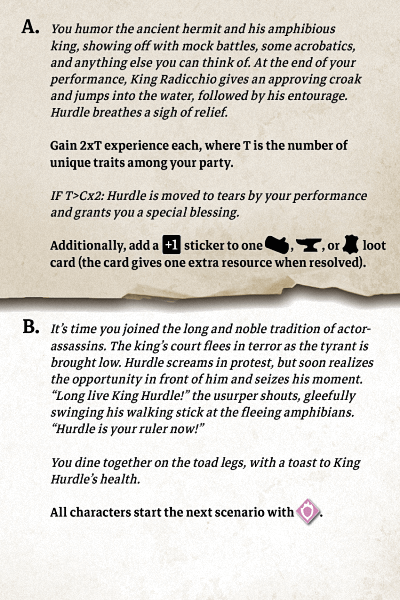 A. You humor the ancient hermit and his amphibious
king, showing off with mock battles, some acrobatics,
and anything else you can think of. At the end of your
performance, King Radicchio gives an approving croak
and jumps into the water, followed by his entourage.
Hurdle breathes a sigh of relief.
Gain 2xT experience each, where T is the number of
unique traits among your party.
IF T>Cx2: Hurdle is moved to tears by your performance
and grants you a special blessing.
Additionally, add a +1 sticker to one , , or loot
card (the card gives one extra resource when resolved).
B. It’s time you joined the long and noble tradition of actor-
assassins. The king’s court flees in terror as the tyrant is
brought low. Hurdle screams in protest, but soon realizes
the opportunity in front of him and seizes his moment.
“Long live King Hurdle!” the usurper shouts, gleefully
swinging his walking stick at the fleeing amphibians.
“Hurdle is your ruler now!”
You dine together on the toad legs, with a toast to King
Hurdle’s health.
All characters start the next scenario with .